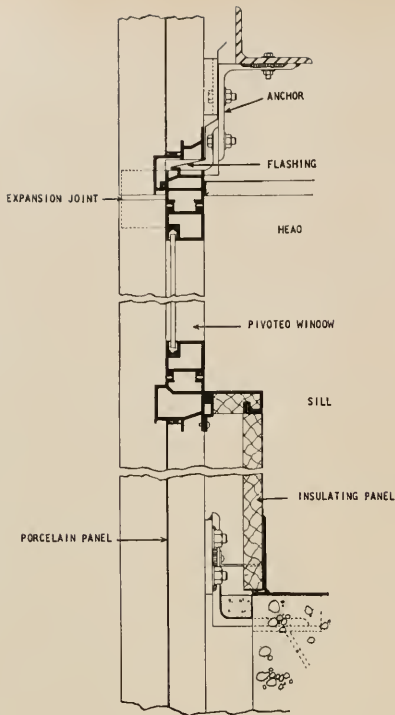 ANCHOR
FLASHING
EXPANSION JOINT
HEAD
PIVOTED WINDOW
SILL
INSULATING PANEL
PORCELAIN PANEL